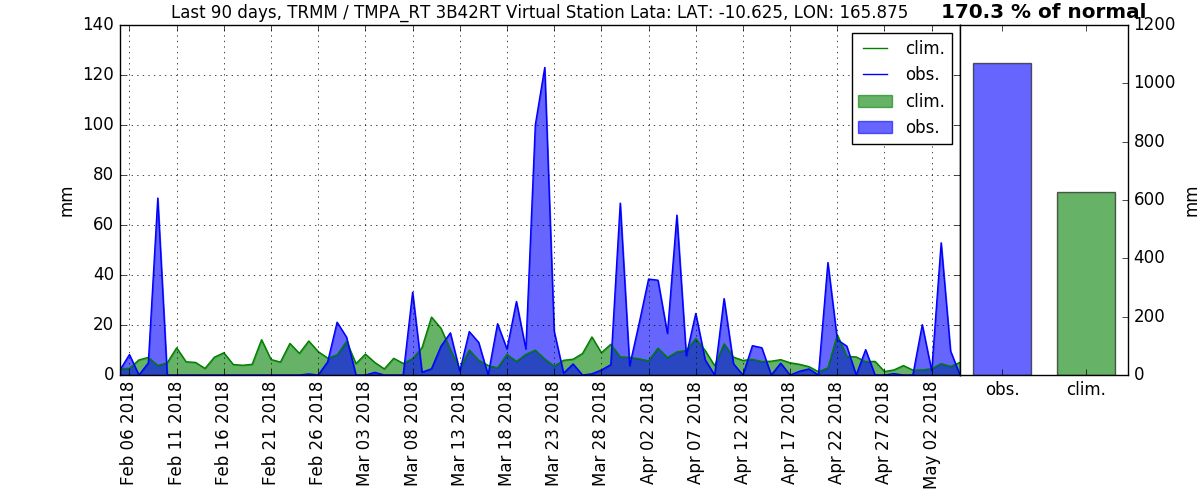 Last 90 days, TRMM / TMPA_RT 3B42RT Virtual Station Lata: LAT: -10.625, LON: 165.875
170.3 % of normal
mm
140
120
100
80
60
40
20
0
clim.
obs.
clim.
obs.
Feb 06 2018
Feb 11 2018
Feb 16 2018
Feb 21 2018
Feb 26 2018
Mar 03 2018
Mar 08 2018
Mar 13 2018
Mar 18 2018
Mar 23 2018
Mar 28 2018
Apr 02 2018
Apr 07 2018
Apr 12 2018
Apr 17 2018
Apr 22 2018
Apr 27 2018
May 02 2018
1200
1000
800
600
400
200
0
mm
obs.
clim.